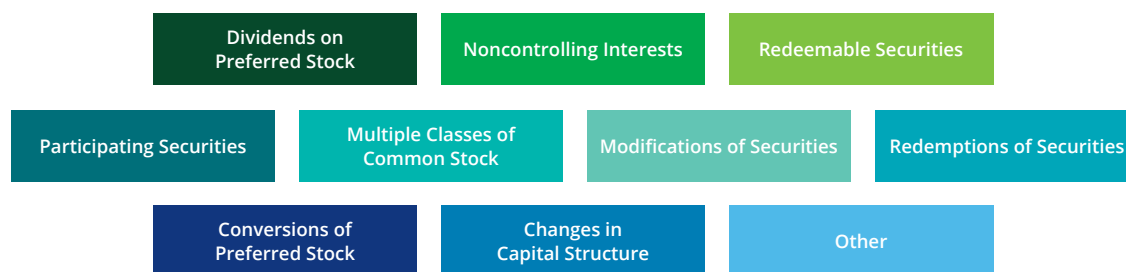 Dividends on
Preferred Stock
Noncontrolling Interests
Redeemable Securities
Participating Securities
Multiple Classes of
Common Stock
Modifications of Securities
Redemptions of Securities
Conversions of
Preferred Stock
Changes in
Capital Structure
Other